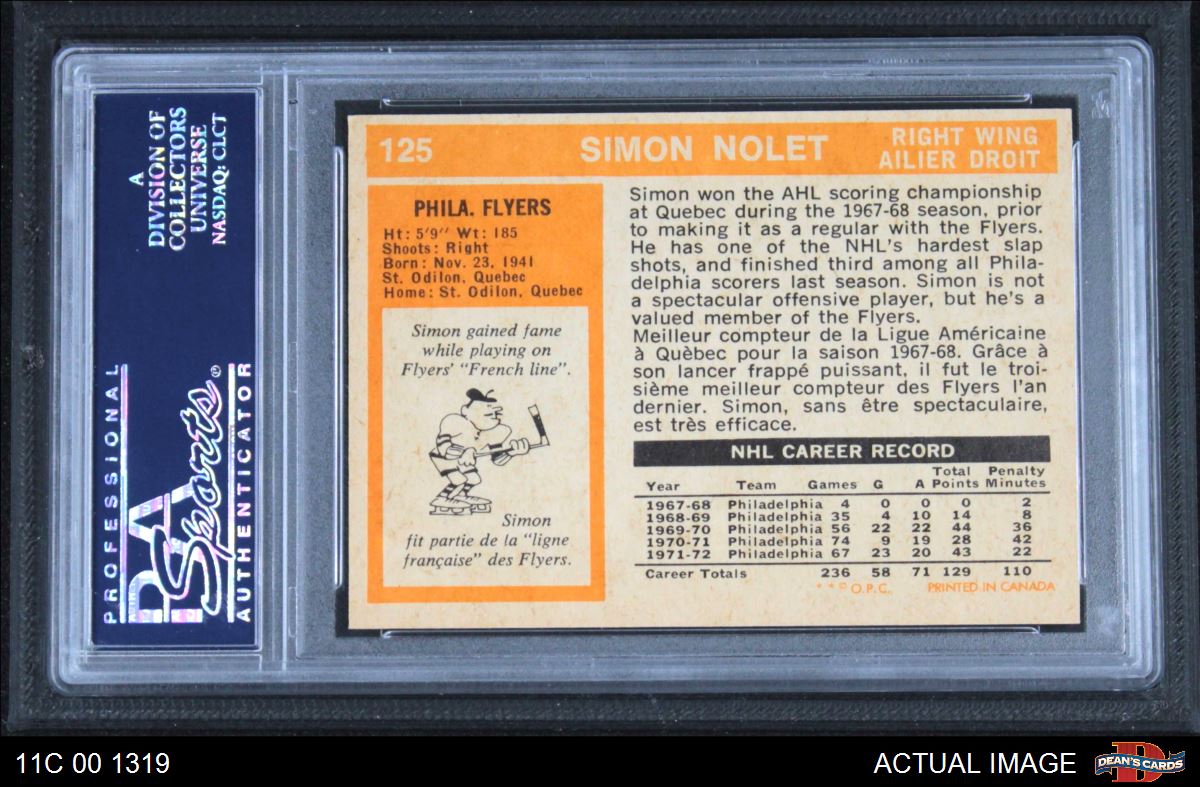 A
DIVISION OF
COLLECTORS
UNIVERSE
NASDAQ: CLCT
PROFESSIONAL
PSA
Sports®
AUTHENTICATOR
125 SIMON NOLET RIGHT WING
AILIER DROIT
PHILA. FLYERS
Ht: 5'9" Wt: 185
Shoots: Right
Born: Nov. 23, 1941
St. Odilon, Quebec
Home: St. Odilon, Quebec
Simon gained fame
while playing on
Flyers' "French line".
Simon
fit partie de la "ligne
française" des Flyers.
Simon won the AHL scoring championship
at Quebec during the 1967-68 season, prior
to making it as a regular with the Flyers.
He has one of the NHL's hardest slap
shots, and finished third among all Phila-
delphia scorers last season. Simon is not
a spectacular offensive player, but he's a
valued member of the Flyers.
Meilleur compteur de la Ligue Américaine
à Quèbec pour la saison 1967-68. Grâce à
son lancer frappé puissant, il fut le troi-
sième meilleur compteur des Flyers l'an
dernier. Simon, sans être spectaculaire,
est très efficace.
NHL CAREER RECORD
Year Team Games G A Total Points Penalty Minutes
1967-68 Philadelphia 4 0 0 0 2
1968-69 Philadelphia 35 4 10 14 8
1969-70 Philadelphia 56 22 22 44 36
1970-71 Philadelphia 74 9 19 28 42
1971-72 Philadelphia 67 23 20 43 22
Career Totals 236 58 71 129 110
* * © O.P.C. PRINTED IN CANADA
11C 00 1319 ACTUAL IMAGE DEAN'S CARDS